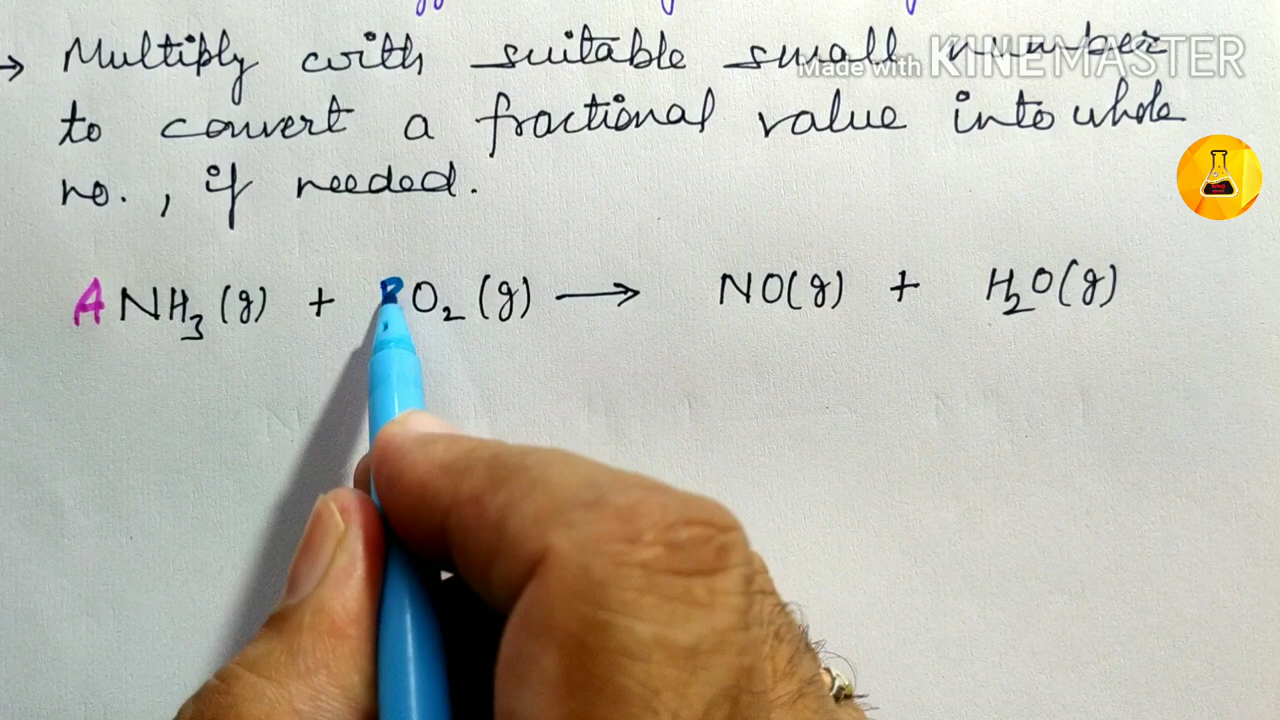 → Multiply with suitable small number
Made with KINEMASTER
to convert a fractional value into whole
no., if needed.
A NH₃ (g) + B O₂ (g) → NO(g) + H₂O(g)